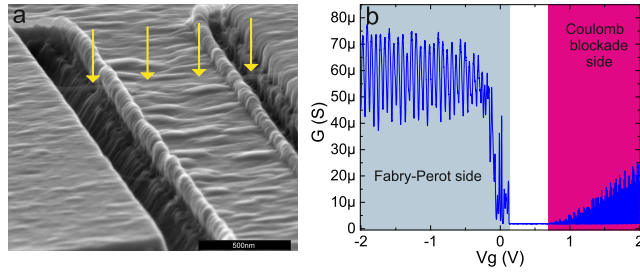 a
500nm
b
80µ
70µ
60µ
50µ
40µ
30µ
20µ
10µ
0
G (S)
Fabry-Perot side
Coulomb
blockade
side
-2
-1
0
1
2
Vg (V)